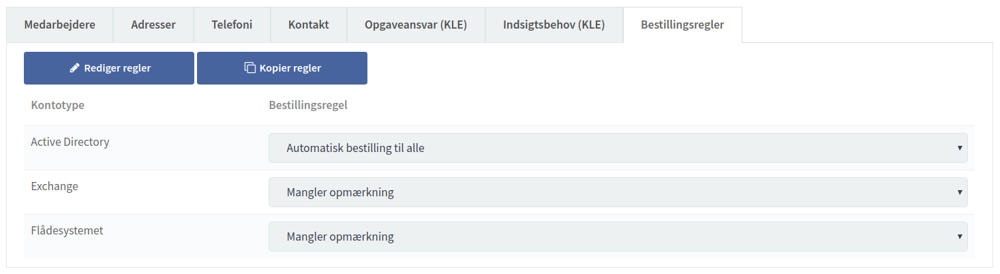 Medarbejdere Adresser Telefoni Kontakt Opgaveansvar (KLE) Indsigtsbehov (KLE) Bestillingsregler
Rediger regler Kopier regler
Kontotype Bestillingsregel
Active Directory Automatisk bestilling til alle
Exchange Mangler opmærkning
Flådesystemet Mangler opmærkning